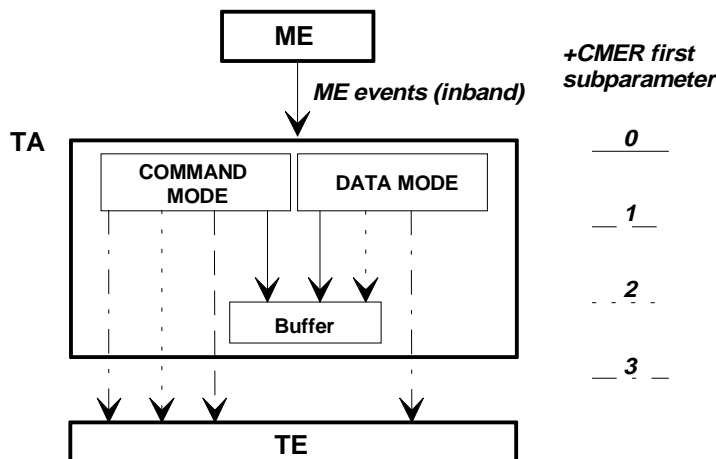 ME
+CMER first
subparameter
ME events (inband)
TA
0
COMMAND
MODE
DATA MODE
1
2
Buffer
3
TE